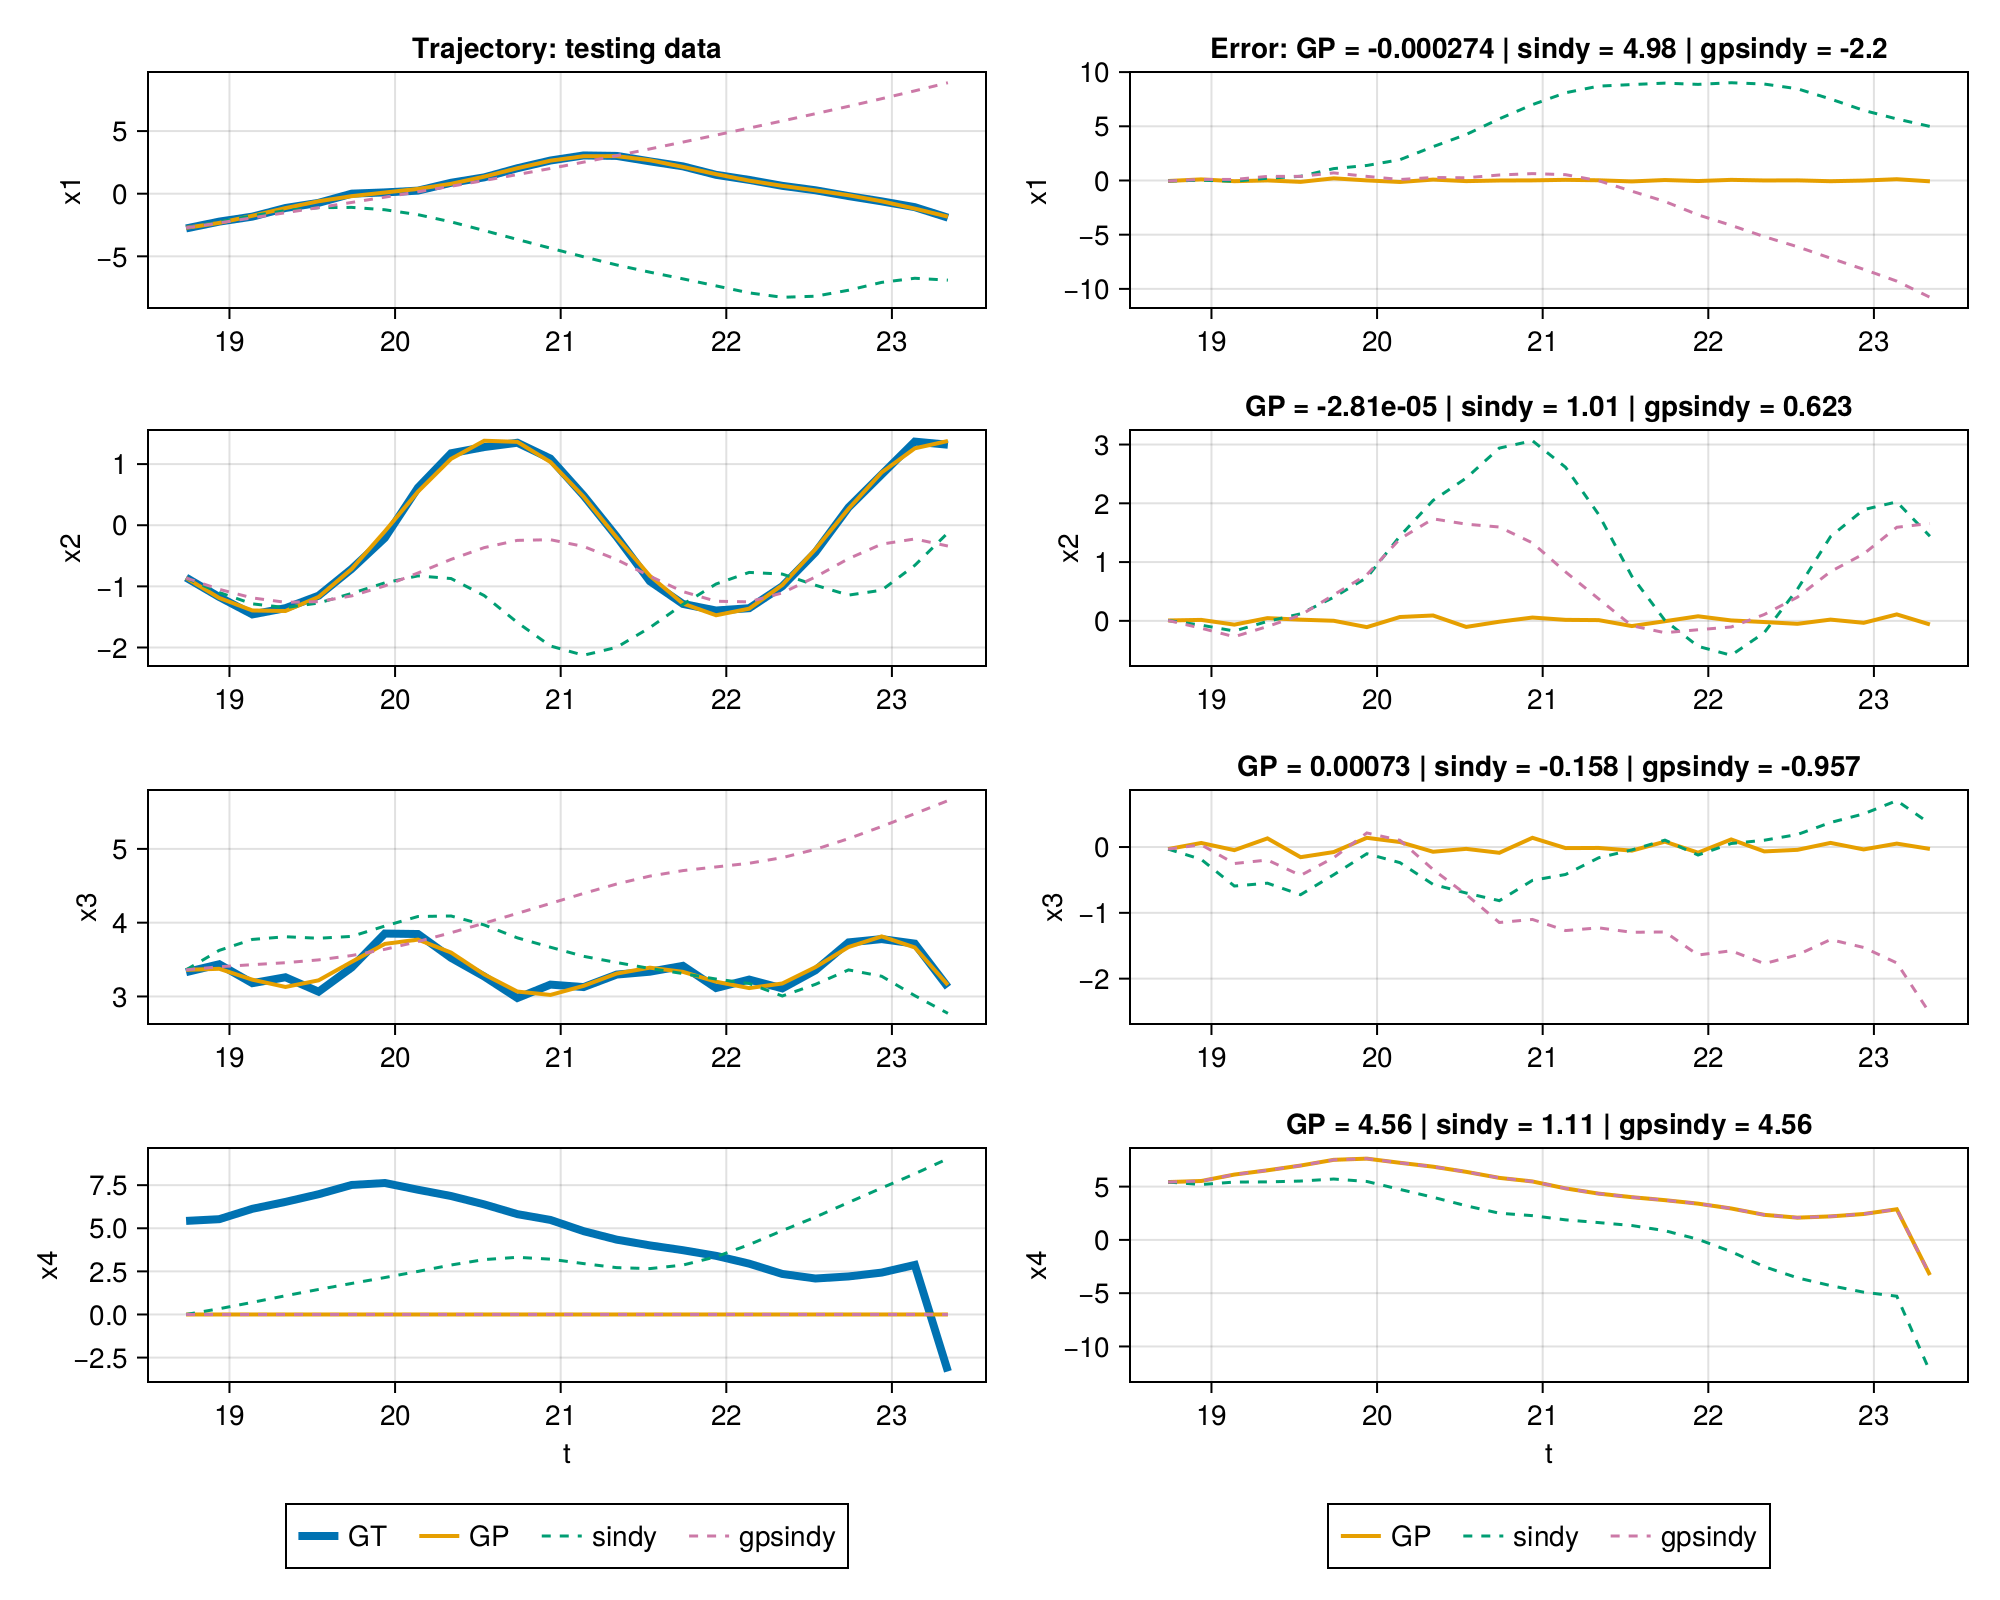 Trajectory: testing data
x1
5
0
−5
19 20 21 22 23
Error: GP = -0.000274 | sindy = 4.98 | gpsindy = -2.2
x1
10
5
0
−5
−10
19 20 21 22 23
x2
1
0
−1
−2
19 20 21 22 23
GP = -2.81e-05 | sindy = 1.01 | gpsindy = 0.623
x2
3
2
1
0
19 20 21 22 23
x3
5
4
3
19 20 21 22 23
GP = 0.00073 | sindy = -0.158 | gpsindy = -0.957
x3
0
−1
−2
19 20 21 22 23
x4
7.5
5.0
2.5
0.0
−2.5
19 20 21 22 23
t
GP = 4.56 | sindy = 1.11 | gpsindy = 4.56
x4
5
0
−5
−10
19 20 21 22 23
t
GT GP sindy gpsindy
GP sindy gpsindy